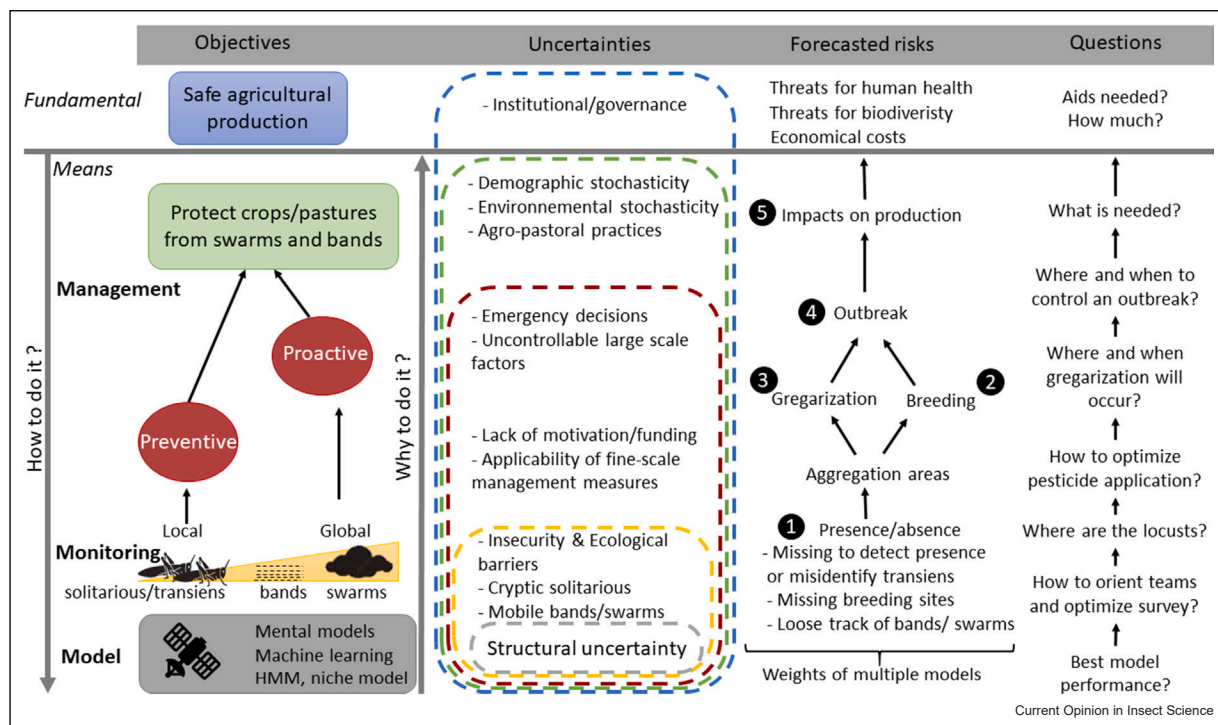 Objectives
Uncertainties
Forecasted risks
Questions
Fundamental
Safe agricultural
production
- Institutional/governance
Threats for human health
Threats for biodiveristy
Economical costs
Aids needed?
How much?
Means
How to do it ?
Why to do it ?
Protect crops/pastures
from swarms and bands
Management
Proactive
Preventive
Local
Global
Monitoring
solitarious/transiens
bands
swarms
Model
Mental models
Machine learning
HMM, niche model
- Demographic stochasticity
- Environnemental stochasticity
- Agro-pastoral practices
- Emergency decisions
- Uncontrollable large scale
factors
- Lack of motivation/funding
- Applicability of fine-scale
management measures
- Insecurity & Ecological
barriers
- Cryptic solitarious
- Mobile bands/swarms
Structural uncertainty
5 Impacts on production
4 Outbreak
3
Gregarization
2
Breeding
Aggregation areas
1 Presence/absence
- Missing to detect presence
or misidentify transiens
- Missing breeding sites
- Loose track of bands/ swarms
Weights of multiple models
What is needed?
Where and when to
control an outbreak?
Where and when
gregarization will
occur?
How to optimize
pesticide application?
Where are the locusts?
How to orient teams
and optimize survey?
Best model
performance?
Current Opinion in Insect Science